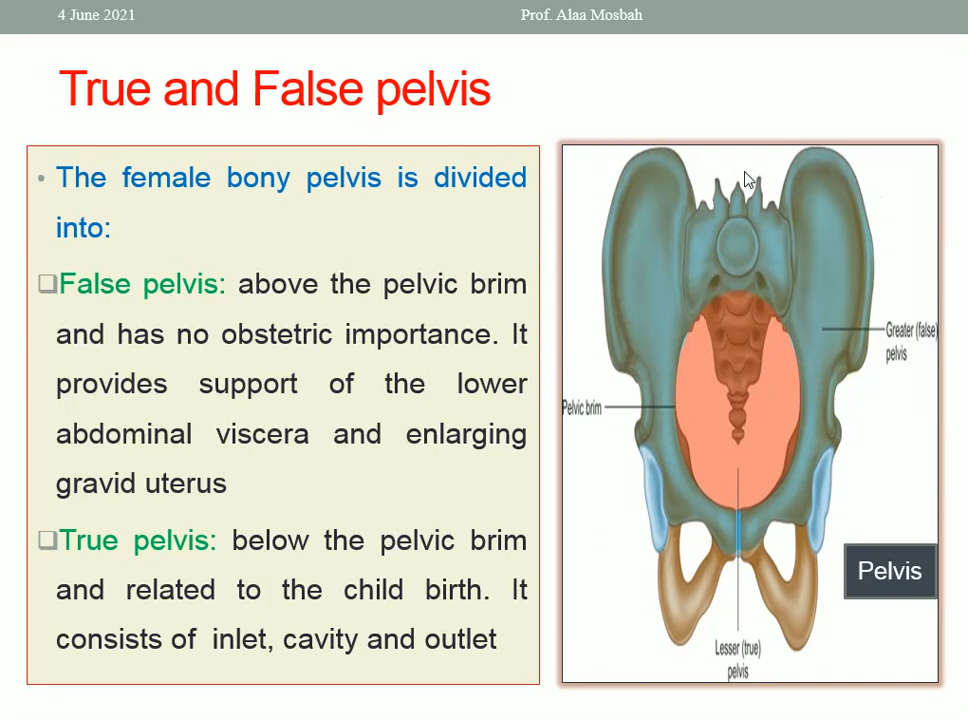 4 June 2021
Prof. Alaa Mosbah
True and False pelvis
• The female bony pelvis is divided
into:
❑False pelvis: above the pelvic brim
and has no obstetric importance. It
provides support of the lower
abdominal viscera and enlarging
gravid uterus
❑True pelvis: below the pelvic brim
and related to the child birth. It
consists of inlet, cavity and outlet
Greater (false)
pelvis
Pelvic brim
Pelvis
Lesser (true)
pelvis